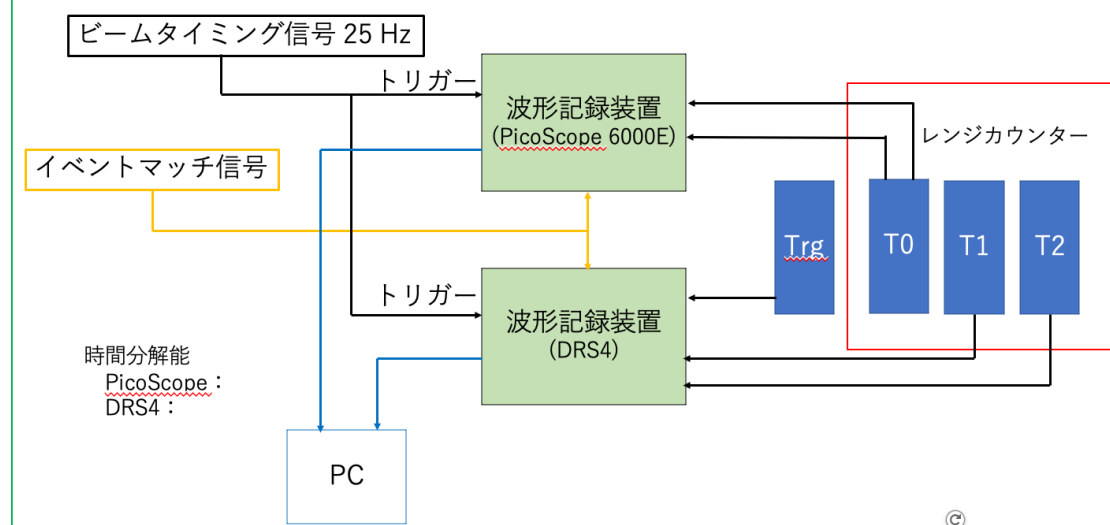 ビームタイミング信号 25 Hz
トリガー
波形記録装置
(PicoScope 6000E)
レンジカウンター
イベントマッチ信号
Trg
T0
T1
T2
トリガー
波形記録装置
(DRS4)
時間分解能
PicoScope：
DRS4：
PC